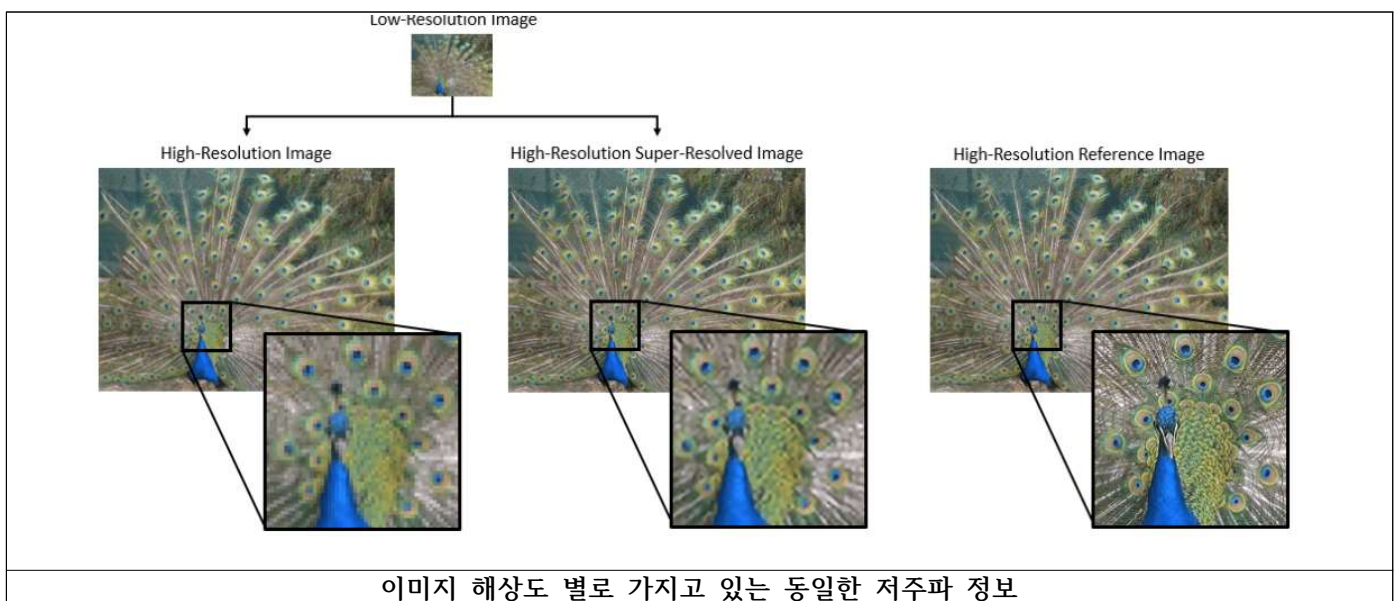 Low-Resolution Image
High-Resolution Image
High-Resolution Super-Resolved Image
High-Resolution Reference Image
이미지 해상도 별로 가지고 있는 동일한 저주파 정보